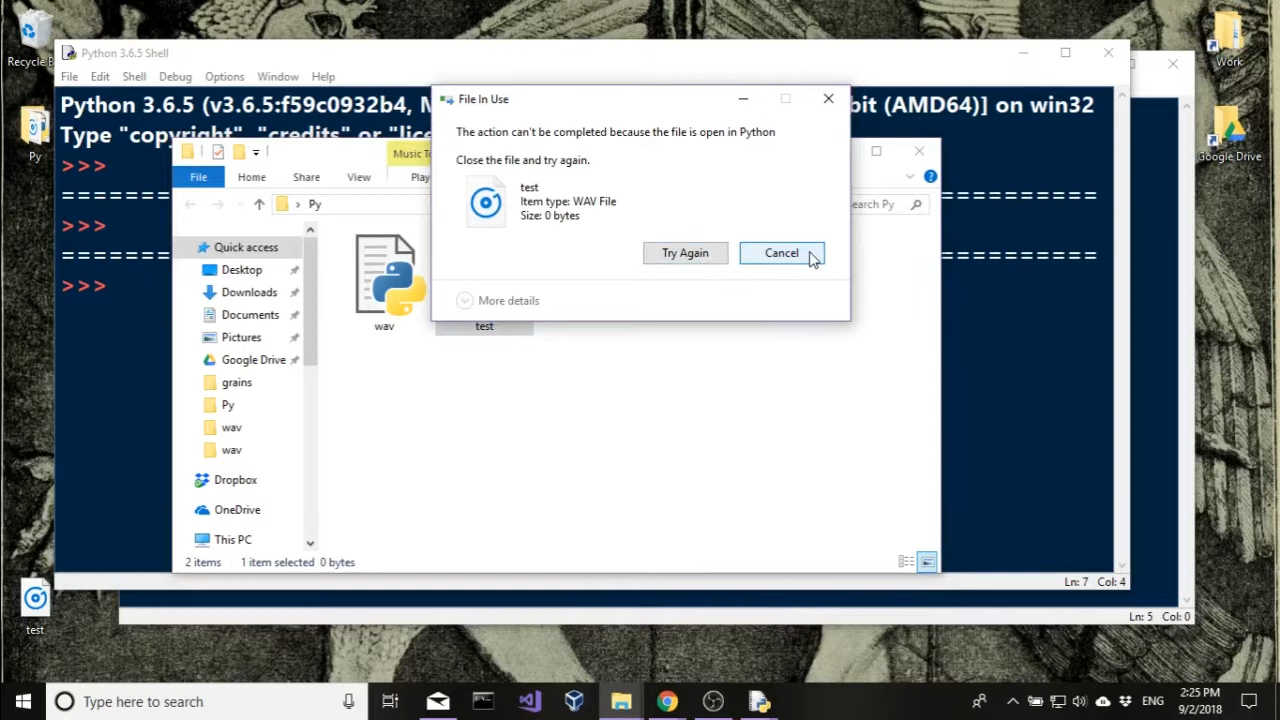 Recycle B
Py
test
Work
Google Drive
Python 3.6.5 Shell
File Edit Shell Debug Options Window Help
Python 3.6.5 (v3.6.5:f59c0932b4, M
bit (AMD64)] on win32
Type "copyright", "credits" or "lice
>>>
===
>>>
===
>>>
Ln: 7 Col: 4
Ln: 5 Col: 0
Music To
File Home Share View Play
Py
earch Py
Quick access
Desktop
Downloads
Documents
Pictures
Google Drive
grains
Py
wav
wav
Dropbox
OneDrive
This PC
wav
test
2 items 1 item selected 0 bytes
File In Use
The action can't be completed because the file is open in Python
Close the file and try again.
test
Item type: WAV File
Size: 0 bytes
Try Again Cancel
More details
Type here to search
ENG
2:25 PM
9/2/2018